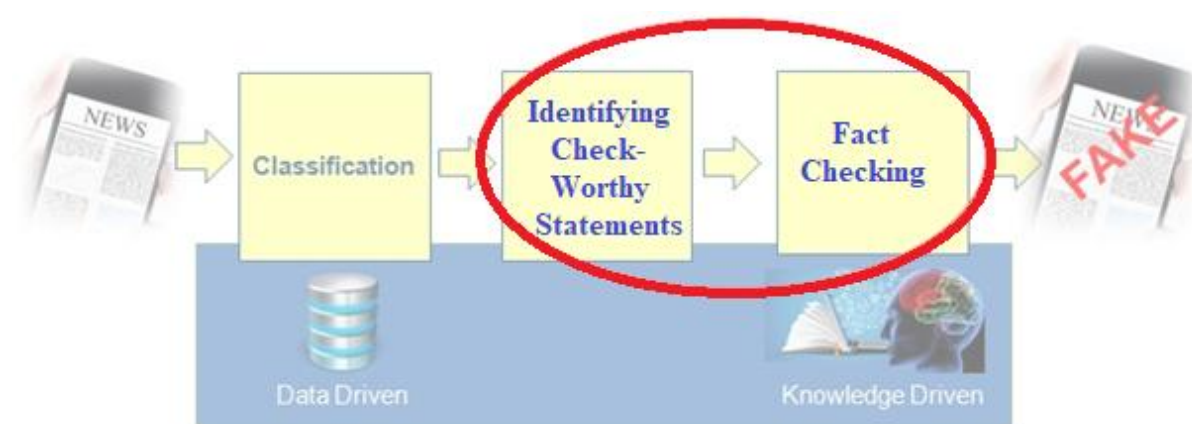 NEWS
Classification
Identifying
Check-
Worthy
Statements
Fact
Checking
NEWS
FAKE
Data Driven
Knowledge Driven